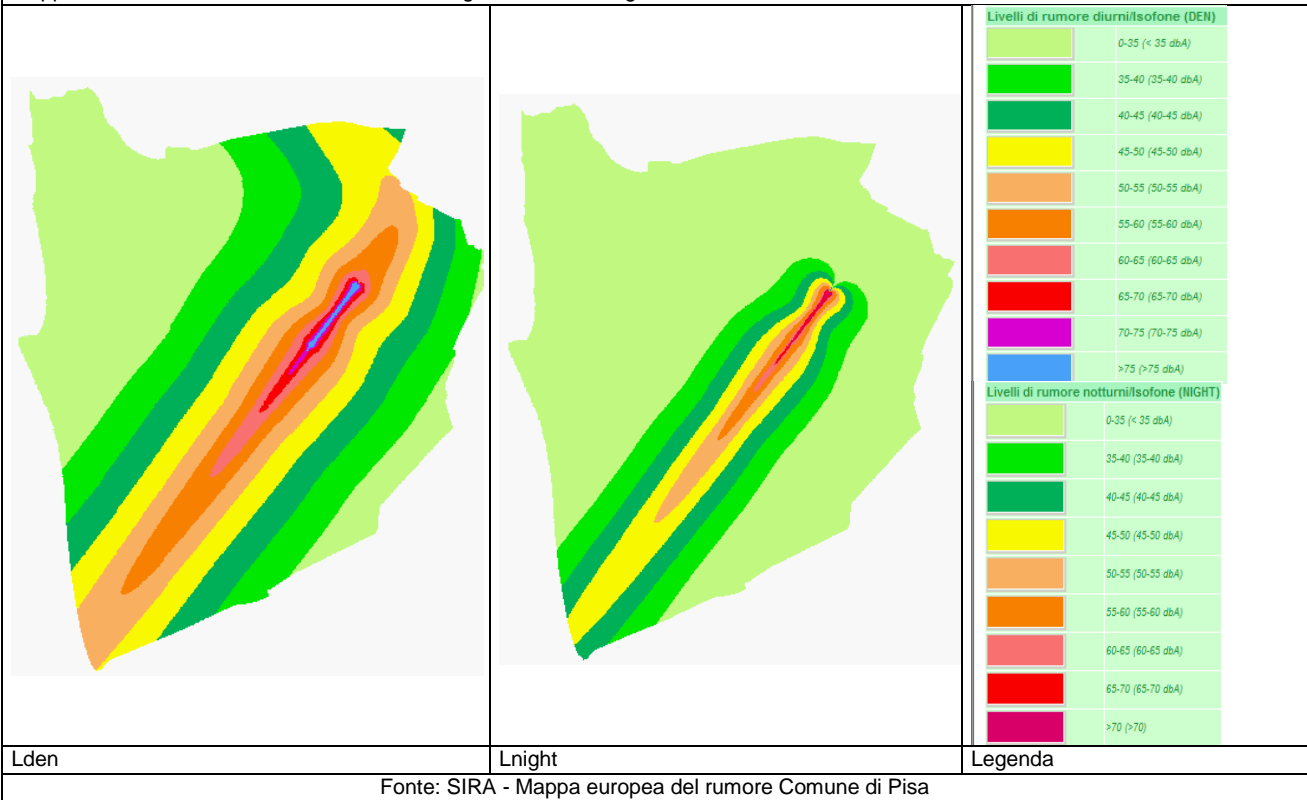 Livelli di rumore diurni/Isofone (DEN)
0-35 (< 35 dbA)
35-40 (35-40 dbA)
40-45 (40-45 dbA)
45-50 (45-50 dbA)
50-55 (50-55 dbA)
55-60 (55-60 dbA)
60-65 (60-65 dbA)
65-70 (65-70 dbA)
70-75 (70-75 dbA)
>75 (>75 dbA)
Livelli di rumore notturni/Isofone (NIGHT)
0-35 (< 35 dbA)
35-40 (35-40 dbA)
40-45 (40-45 dbA)
45-50 (45-50 dbA)
50-55 (50-55 dbA)
55-60 (55-60 dbA)
60-65 (60-65 dbA)
65-70 (65-70 dbA)
>70 (>70)
Lden
Lnight
Legenda
Fonte: SIRA - Mappa europea del rumore Comune di Pisa